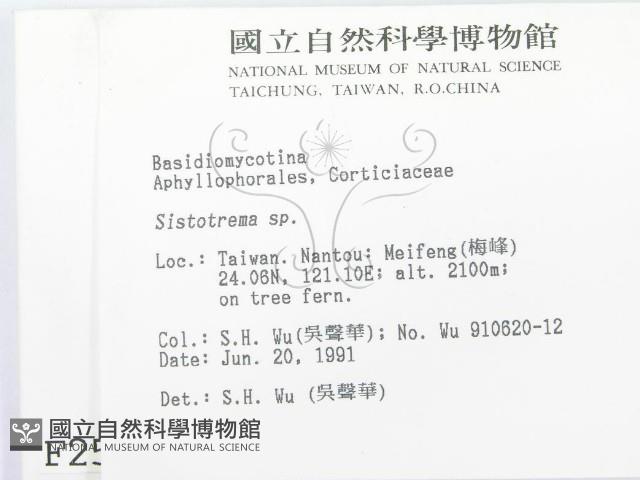 國立自然科學博物館
NATIONAL MUSEUM OF NATURAL SCIENCE
TAICHUNG, TAIWAN, R.O.CHINA
Basidiomycotina
Aphyllophorales, Corticiaceae
Sistotrema sp.
Loc.: Taiwan. Nantou: Meifeng(梅峰)
24.06N, 121.10E; alt. 2100m;
on tree fern.
Col.: S.H. Wu(吳聲華); No. Wu 910620-12
Date: Jun. 20, 1991
Det.: S.H. Wu (吳聲華)
國立自然科學博物館
NATIONAL MUSEUM OF NATURAL SCIENCE
F25